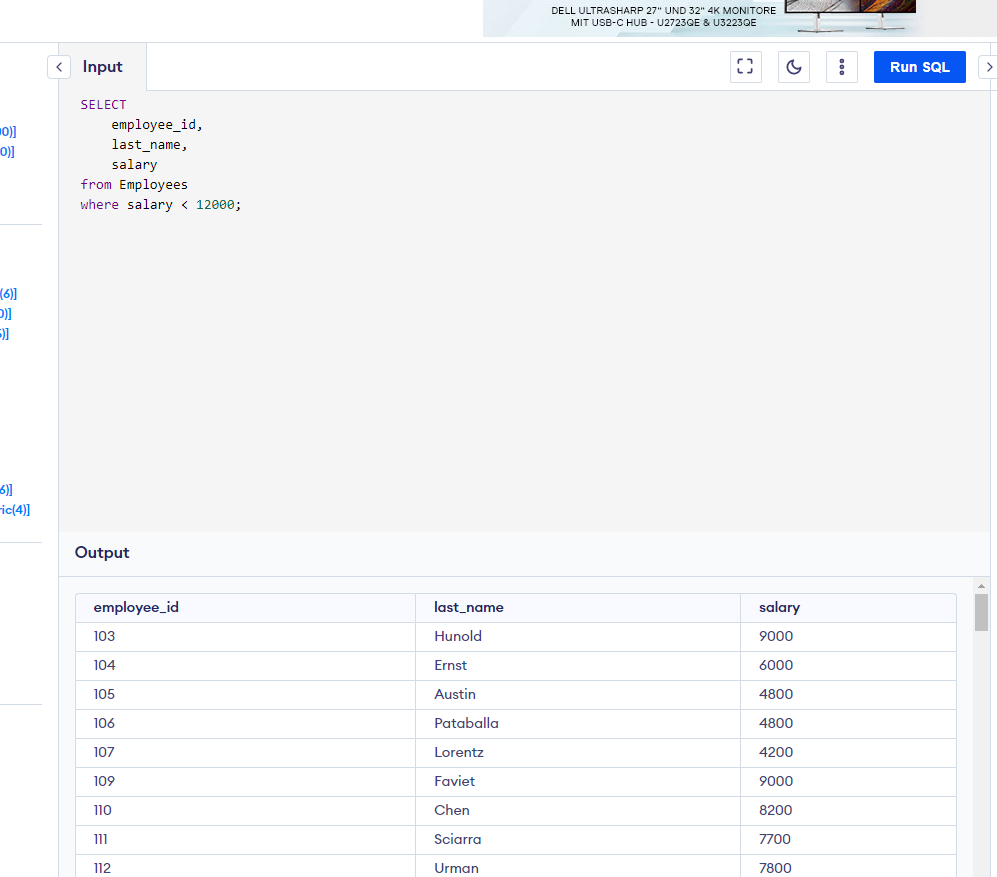 DELL ULTRASHARP 27" UND 32" 4K MONITORE
MIT USB-C HUB - U2723QE & U3223QE
Input
Run SQL
SELECT
employee_id,
last_name,
salary
from Employees
where salary < 12000;
0)]
0)]
(6)]
0)]
)]
6)]
ric(4)]
Output
employee_id last_name salary
103 Hunold 9000
104 Ernst 6000
105 Austin 4800
106 Pataballa 4800
107 Lorentz 4200
109 Faviet 9000
110 Chen 8200
111 Sciarra 7700
112 Urman 7800